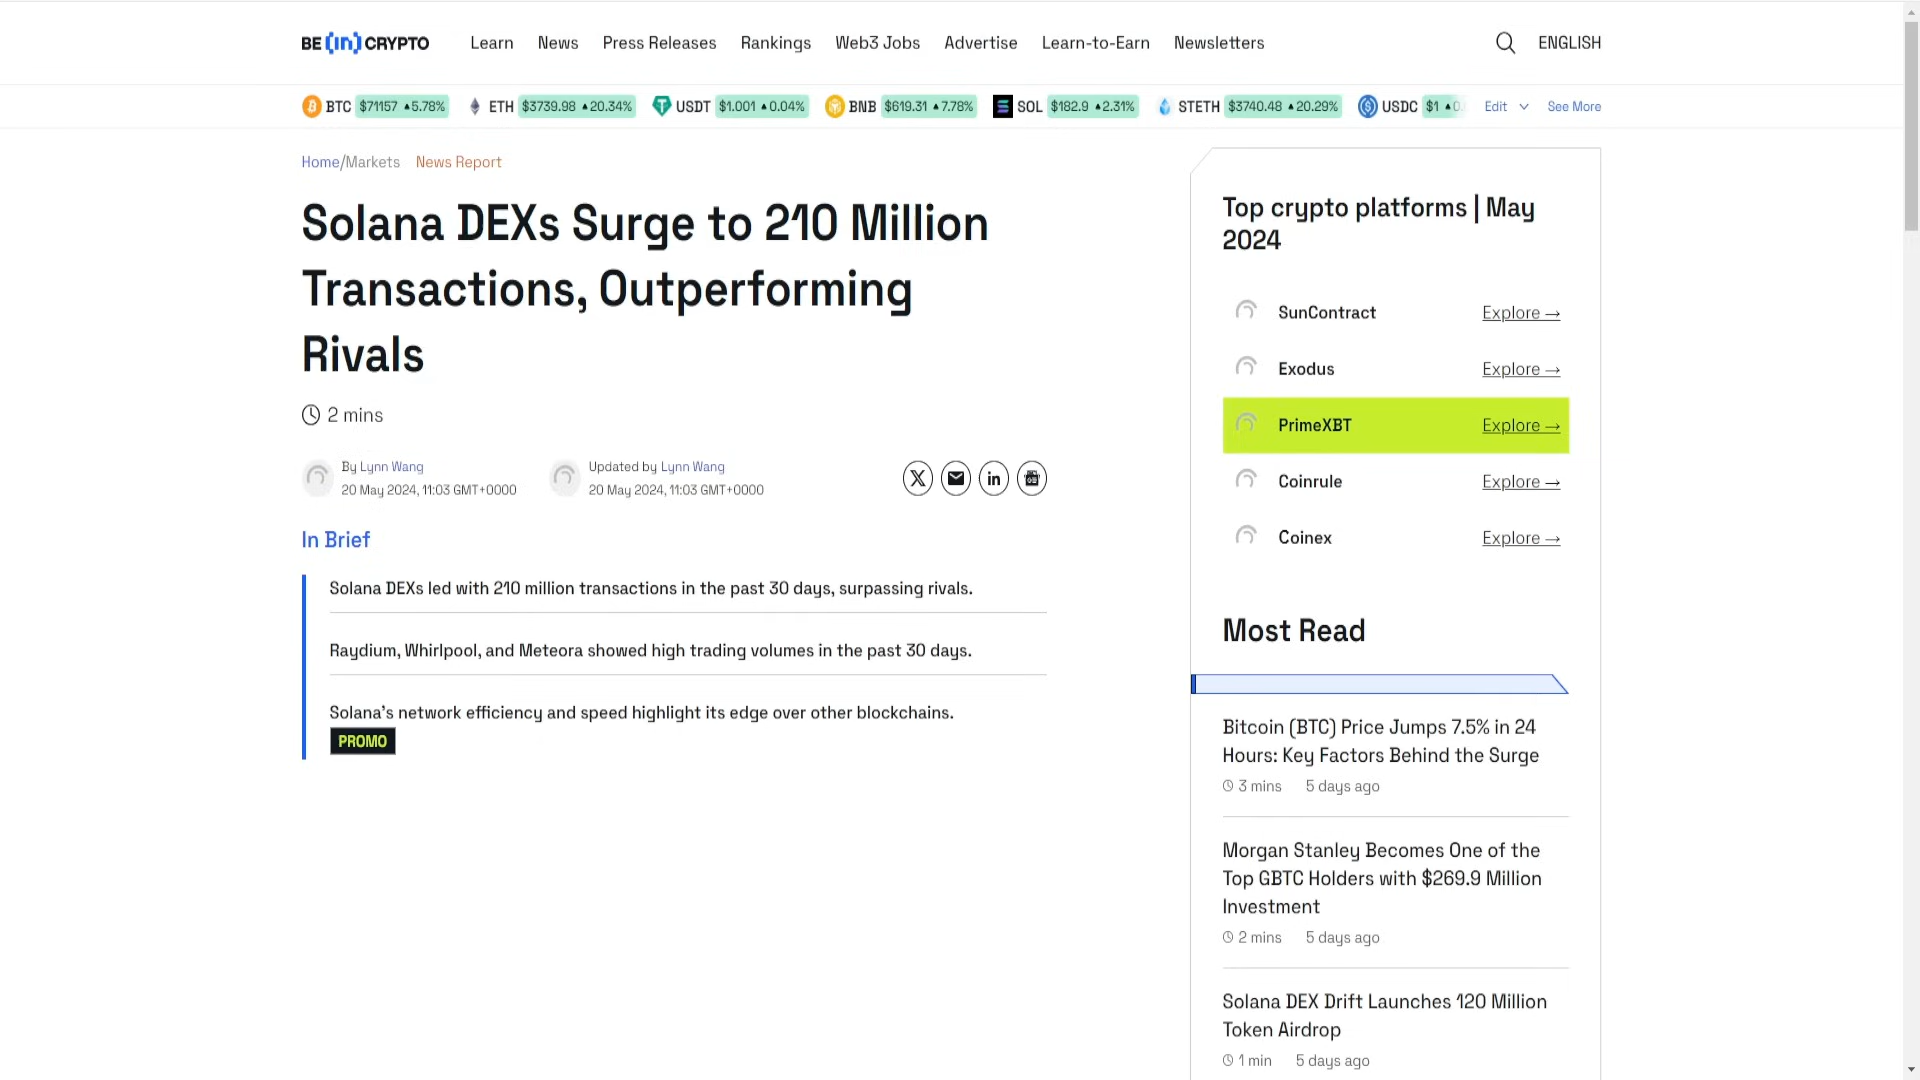 BE [in] CRYPTO Learn News Press Releases Rankings Web3 Jobs Advertise Learn-to-Earn Newsletters ENGLISH
BTC $71157 ▲5.78% ETH $3739.98 ▲20.34% USDT $1.001 ▲0.04% BNB $619.31 ▲7.78% SOL $182.9 ▲2.31% STETH $3740.48 ▲20.29% USDC $1 Edit See More
Home/Markets News Report
Solana DEXs Surge to 210 Million
Transactions, Outperforming
Rivals
2 mins
By Lynn Wang
20 May 2024, 11:03 GMT+0000
Updated by Lynn Wang
20 May 2024, 11:03 GMT+0000
In Brief
Solana DEXs led with 210 million transactions in the past 30 days, surpassing rivals.
Raydium, Whirlpool, and Meteora showed high trading volumes in the past 30 days.
Solana's network efficiency and speed highlight its edge over other blockchains.
PROMO
Top crypto platforms | May
2024
SunContract Explore →
Exodus Explore →
PrimeXBT Explore →
Coinrule Explore →
Coinex Explore →
Most Read
Bitcoin (BTC) Price Jumps 7.5% in 24
Hours: Key Factors Behind the Surge
3 mins 5 days ago
Morgan Stanley Becomes One of the
Top GBTC Holders with $269.9 Million
Investment
2 mins 5 days ago
Solana DEX Drift Launches 120 Million
Token Airdrop
1 min 5 days ago